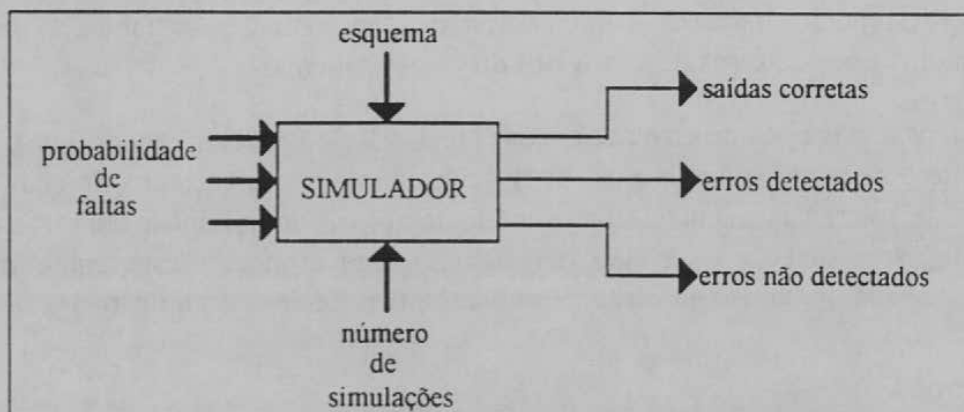 esquema
probabilidade
de
faltas
SIMULADOR
saídas corretas
erros detectados
erros não detectados
número
de
simulações